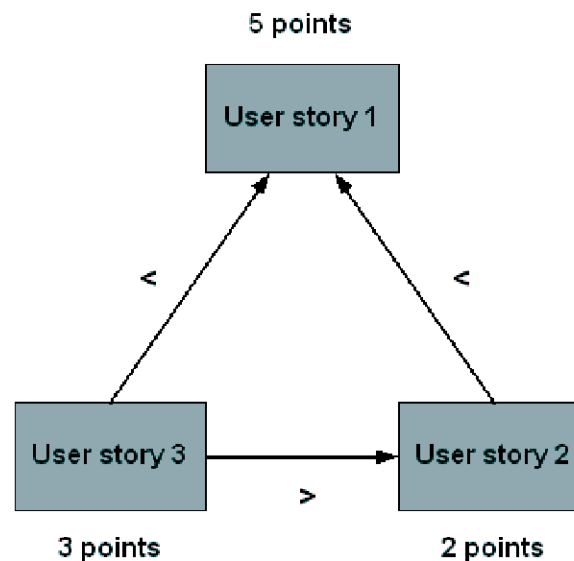 5 points
User story 1
<
<
User story 3
User story 2
>
3 points
2 points